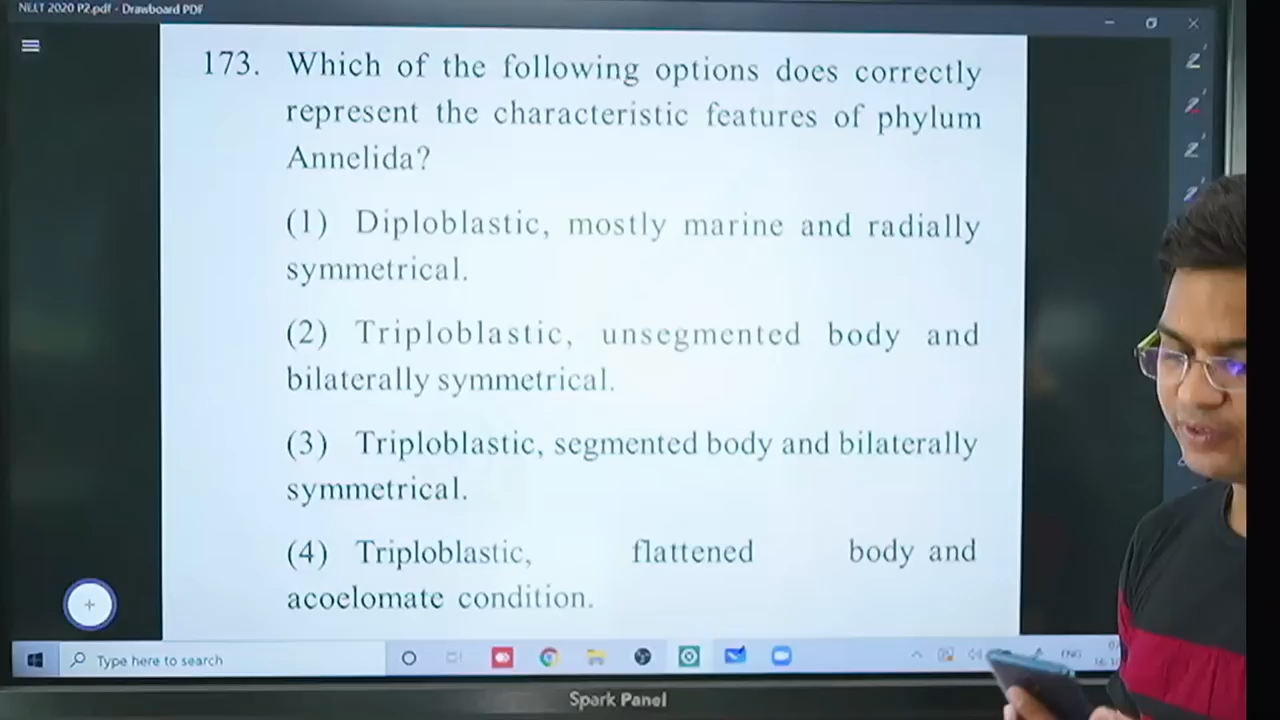 NEET 2020 P2.pdf - Drawboard PDF
173. Which of the following options does correctly
represent the characteristic features of phylum
Annelida?
(1) Diploblastic, mostly marine and radially
symmetrical.
(2) Triploblastic, unsegmented body and
bilaterally symmetrical.
(3) Triploblastic, segmented body and bilaterally
symmetrical.
(4) Triploblastic, flattened body and
acoelomate condition.
Type here to search
ENG
Spark Panel